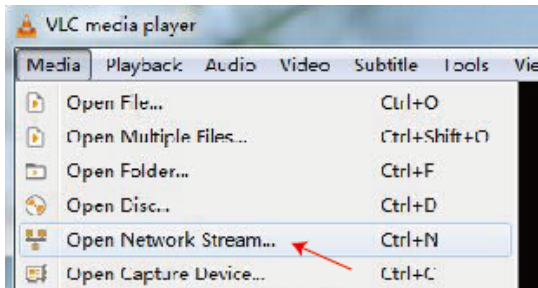 VLC media player
Media Playback Audio Video Subtitle Tools Vie
Open File... Ctrl+O
Open Multiple Files... Ctrl+Shift+O
Open Folder... Ctrl+F
Open Disc... Ctrl+D
Open Network Stream... Ctrl+N
Open Capture Device... Ctrl+C